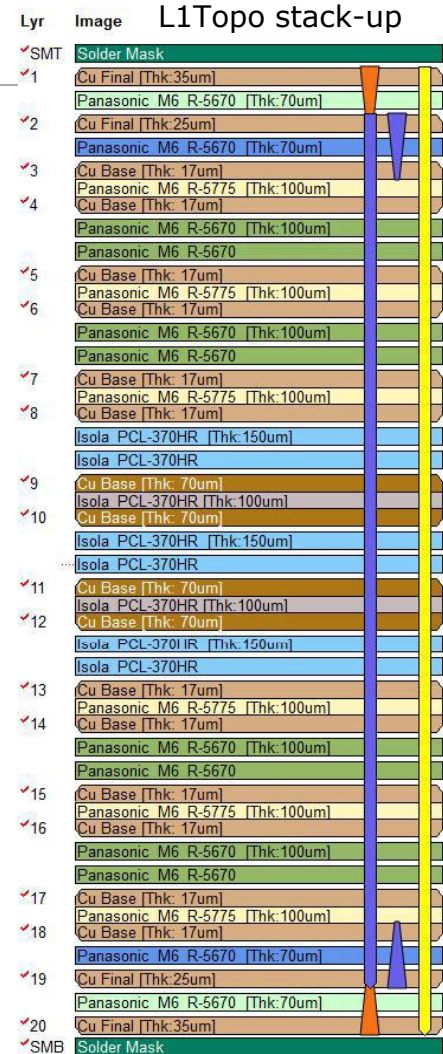 L1Topo stack-up
Lyr Image
SMT Solder Mask
1 Cu Final [Thk:35um]
Panasonic M6 R-5670 [Thk:70um]
2 Cu Final [Thk:25um]
Panasonic M6 R-5670 [Thk:70um]
3 Cu Base [Thk: 17um]
Panasonic M6 R-5775 [Thk:100um]
4 Cu Base [Thk: 17um]
Panasonic M6 R-5670 [Thk:100um]
Panasonic M6 R-5670
5 Cu Base [Thk: 17um]
Panasonic M6 R-5775 [Thk:100um]
6 Cu Base [Thk: 17um]
Panasonic M6 R-5670 [Thk:100um]
Panasonic M6 R-5670
7 Cu Base [Thk: 17um]
Panasonic M6 R-5775 [Thk:100um]
8 Cu Base [Thk: 17um]
Isola PCL-370HR [Thk:150um]
Isola PCL-370HR
9 Cu Base [Thk: 70um]
Isola PCL-370HR [Thk:100um]
10 Cu Base [Thk: 70um]
Isola PCL-370HR [Thk:150um]
Isola PCL-370HR
11 Cu Base [Thk: 70um]
Isola PCL-370HR [Thk:100um]
12 Cu Base [Thk: 70um]
Isola PCL-370HR [Thk:150um]
Isola PCL-370HR
13 Cu Base [Thk: 17um]
Panasonic M6 R-5775 [Thk:100um]
14 Cu Base [Thk: 17um]
Panasonic M6 R-5670 [Thk:100um]
Panasonic M6 R-5670
15 Cu Base [Thk: 17um]
Panasonic M6 R-5775 [Thk:100um]
16 Cu Base [Thk: 17um]
Panasonic M6 R-5670 [Thk:100um]
Panasonic M6 R-5670
17 Cu Base [Thk: 17um]
Panasonic M6 R-5775 [Thk:100um]
18 Cu Base [Thk: 17um]
Panasonic M6 R-5670 [Thk:70um]
19 Cu Final [Thk:25um]
Panasonic M6 R-5670 [Thk:70um]
20 Cu Final [Thk:35um]
SMB Solder Mask